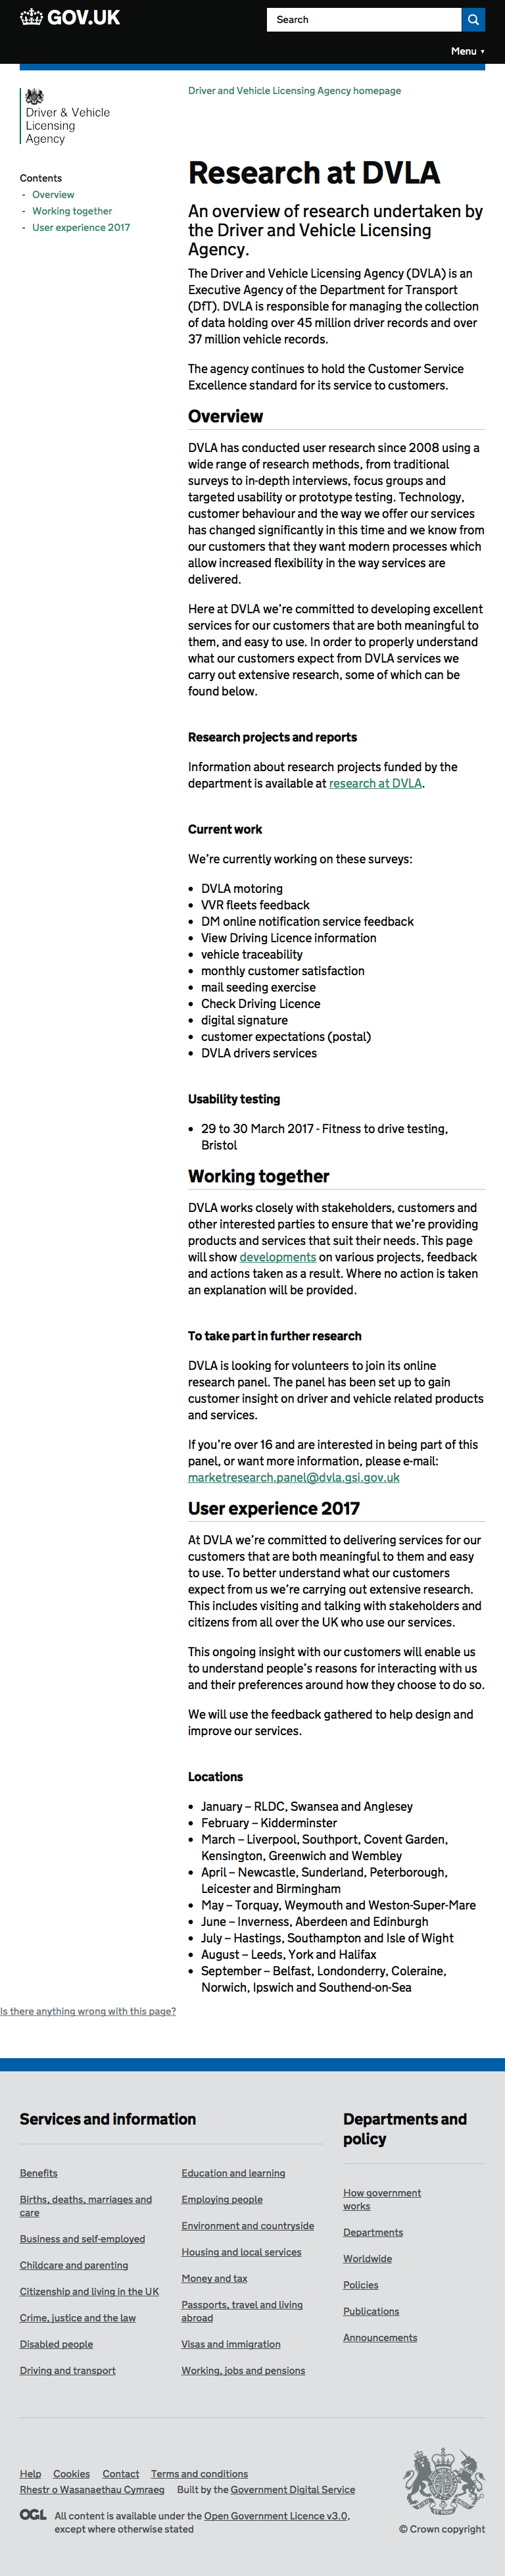 GOV.UK
Search
Menu
Driver & Vehicle
Licensing
Agency
Driver and Vehicle Licensing Agency homepage
Contents
- Overview
- Working together
- User experience 2017
Research at DVLA
An overview of research undertaken by
the Driver and Vehicle Licensing
Agency.
The Driver and Vehicle Licensing Agency (DVLA) is an
Executive Agency of the Department for Transport
(DfT). DVLA is responsible for managing the collection
of data holding over 45 million driver records and over
37 million vehicle records.
The agency continues to hold the Customer Service
Excellence standard for its service to customers.
Overview
DVLA has conducted user research since 2008 using a
wide range of research methods, from traditional
surveys to in-depth interviews, focus groups and
targeted usability or prototype testing. Technology,
customer behaviour and the way we offer our services
has changed significantly in this time and we know from
our customers that they want modern processes which
allow increased flexibility in the way services are
delivered.
Here at DVLA we're committed to developing excellent
services for our customers that are both meaningful to
them, and easy to use. In order to properly understand
what our customers expect from DVLA services we
carry out extensive research, some of which can be
found below.
Research projects and reports
Information about research projects funded by the
department is available at research at DVLA.
Current work
We're currently working on these surveys:
• DVLA motoring
• VVR fleets feedback
• DM online notification service feedback
• View Driving Licence information
• vehicle traceability
• monthly customer satisfaction
• mail seeding exercise
• Check Driving Licence
• digital signature
• customer expectations (postal)
• DVLA drivers services
Usability testing
• 29 to 30 March 2017 - Fitness to drive testing,
Bristol
Working together
DVLA works closely with stakeholders, customers and
other interested parties to ensure that we're providing
products and services that suit their needs. This page
will show developments on various projects, feedback
and actions taken as a result. Where no action is taken
an explanation will be provided.
To take part in further research
DVLA is looking for volunteers to join its online
research panel. The panel has been set up to gain
customer insight on driver and vehicle related products
and services.
If you're over 16 and are interested in being part of this
panel, or want more information, please e-mail:
marketresearch.panel@dvla.gsi.gov.uk
User experience 2017
At DVLA we're committed to delivering services for our
customers that are both meaningful to them and easy
to use. To better understand what our customers
expect from us we're carrying out extensive research.
This includes visiting and talking with stakeholders and
citizens from all over the UK who use our services.
This ongoing insight with our customers will enable us
to understand people's reasons for interacting with us
and their preferences around how they choose to do so.
We will use the feedback gathered to help design and
improve our services.
Locations
• January – RLDC, Swansea and Anglesey
• February – Kidderminster
• March – Liverpool, Southport, Covent Garden,
Kensington, Greenwich and Wembley
• April – Newcastle, Sunderland, Peterborough,
Leicester and Birmingham
• May – Torquay, Weymouth and Weston-Super-Mare
• June – Inverness, Aberdeen and Edinburgh
• July – Hastings, Southampton and Isle of Wight
• August – Leeds, York and Halifax
• September – Belfast, Londonderry, Coleraine,
Norwich, Ipswich and Southend-on-Sea
Is there anything wrong with this page?
Services and information
Benefits
Births, deaths, marriages and
care
Business and self-employed
Childcare and parenting
Citizenship and living in the UK
Crime, justice and the law
Disabled people
Driving and transport
Education and learning
Employing people
Environment and countryside
Housing and local services
Money and tax
Passports, travel and living
abroad
Visas and immigration
Working, jobs and pensions
Departments and
policy
How government
works
Departments
Worldwide
Policies
Publications
Announcements
Help Cookies Contact Terms and conditions
Rhestr o Wasanaethau Cymraeg Built by the Government Digital Service
OGL All content is available under the Open Government Licence v3.0,
except where otherwise stated
© Crown copyright